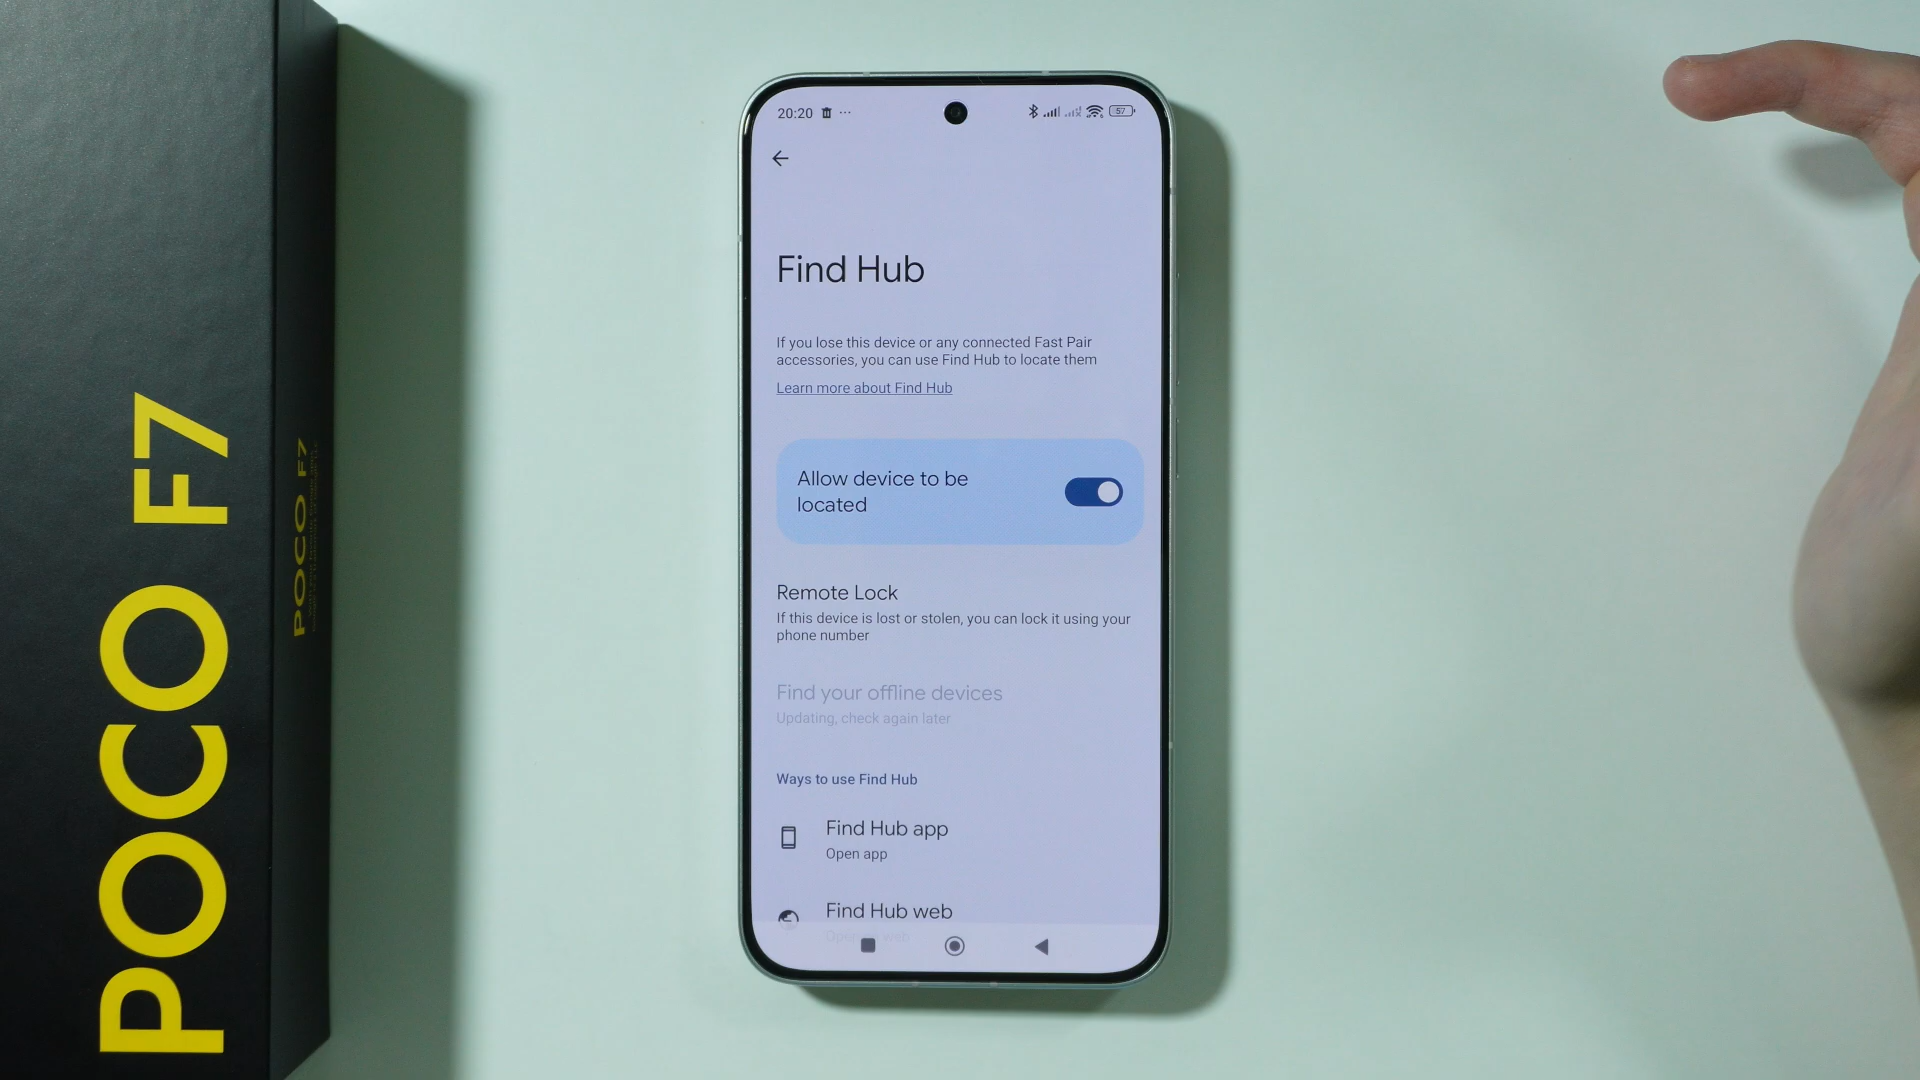 POCO F7
POCO F7
20:20
57
Find Hub
If you lose this device or any connected Fast Pair
accessories, you can use Find Hub to locate them
Learn more about Find Hub
Allow device to be
located
Remote Lock
If this device is lost or stolen, you can lock it using your
phone number
Find your offline devices
Updating, check again later
Ways to use Find Hub
Find Hub app
Open app
Find Hub web